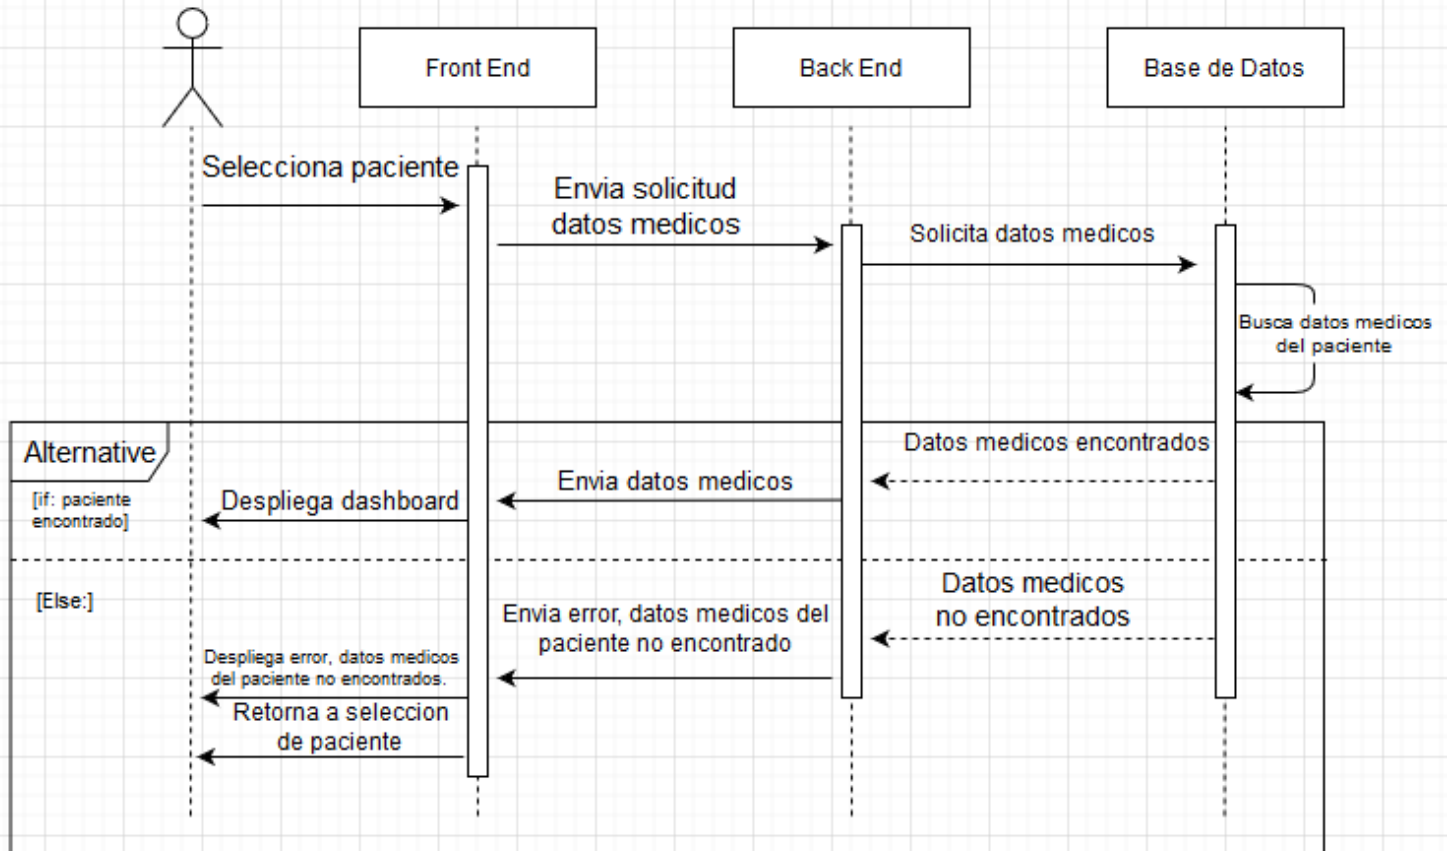 Front End
Back End
Base de Datos
Selecciona paciente
Envia solicitud
datos medicos
Solicita datos medicos
Busca datos medicos
del paciente
Alternative
[if: paciente
encontrado]
Datos medicos encontrados
Envia datos medicos
Despliega dashboard
[Else:]
Datos medicos
no encontrados
Envia error, datos medicos del
paciente no encontrado
Despliega error, datos medicos
del paciente no encontrados.
Retorna a seleccion
de paciente